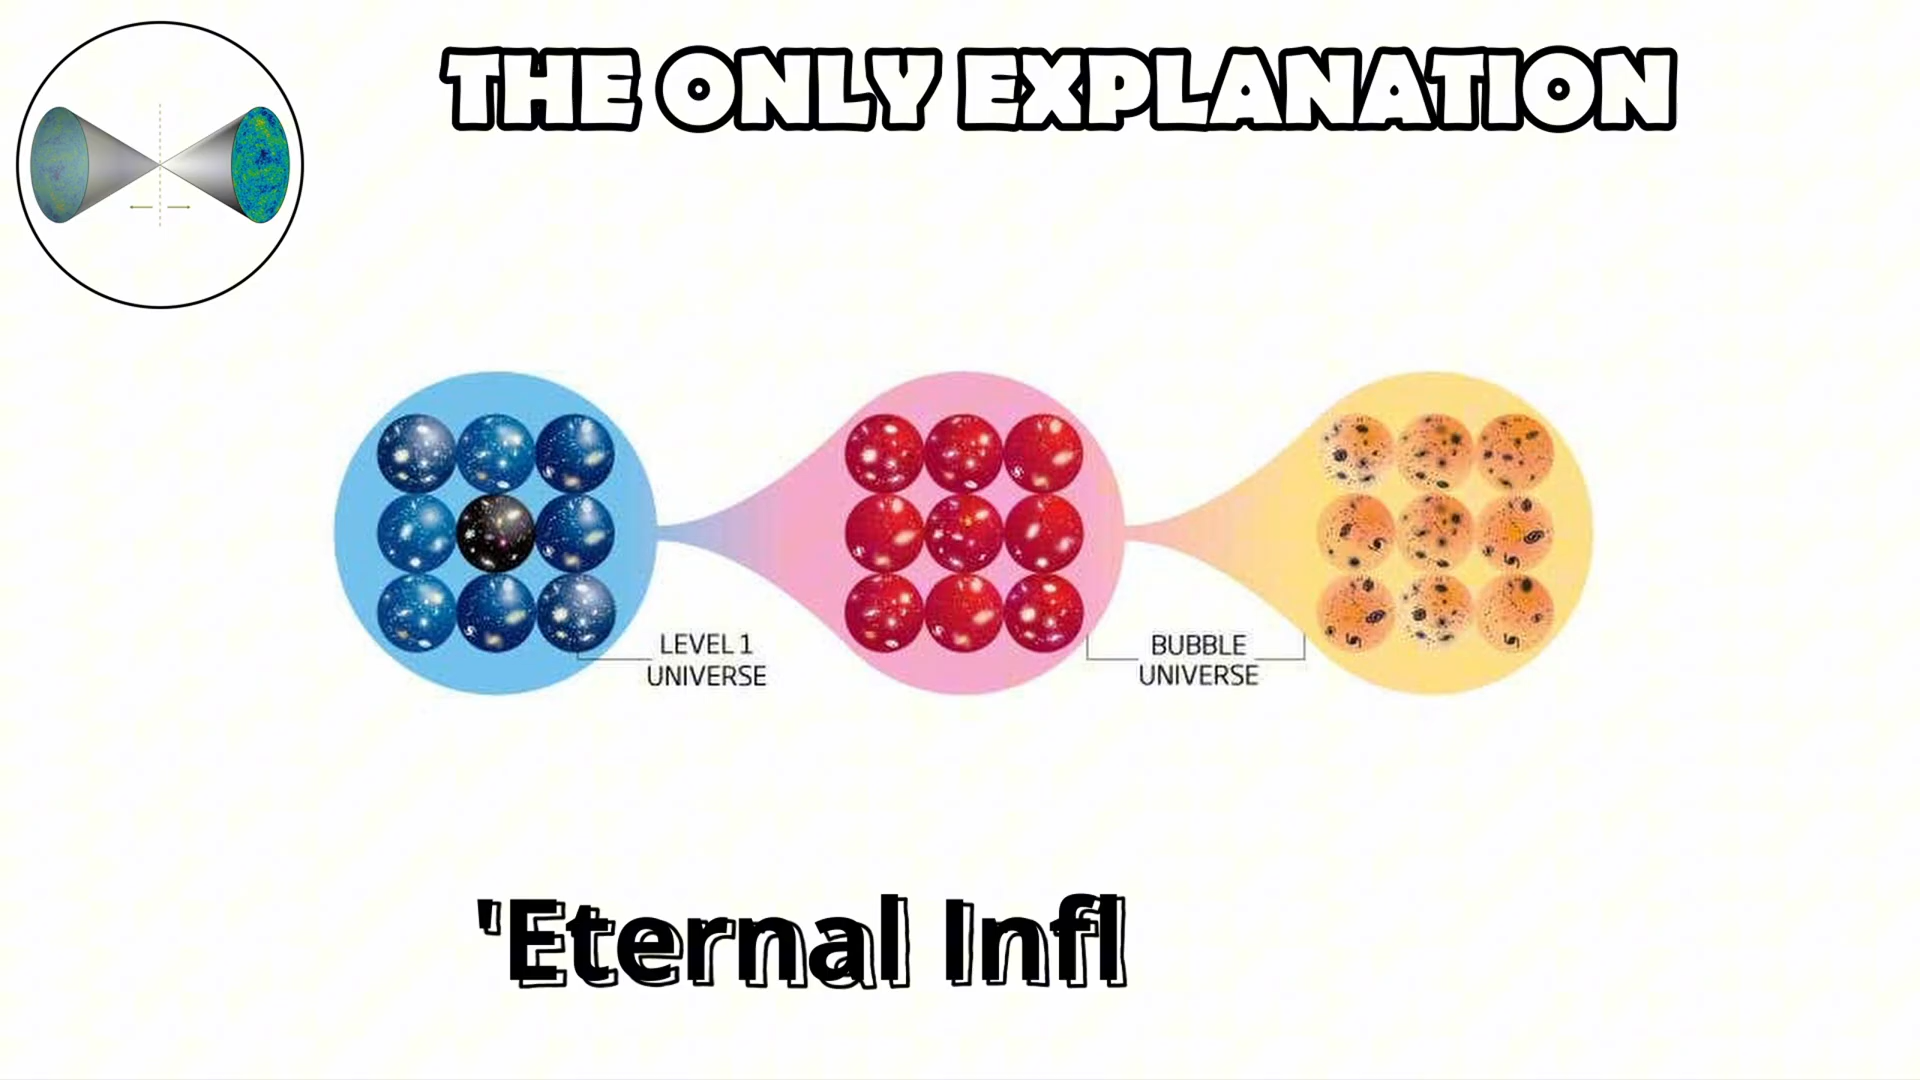 THE ONLY EXPLANATION
LEVEL 1
UNIVERSE
BUBBLE
UNIVERSE
'Eternal Infl